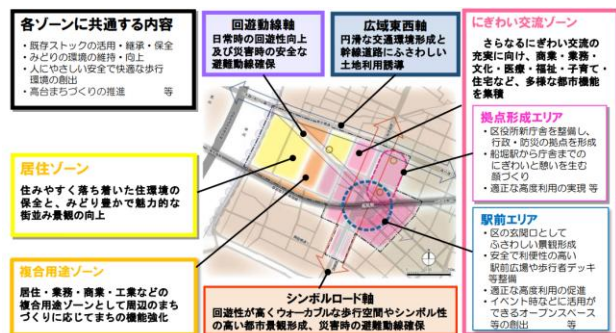 各ゾーンに共通する内容
・既存ストックの活用・継承・保全
・みどりの環境の維持・向上
・人にやさしい安全で快適な歩行
環境の創出
・高台まちづくりの推進 等
回遊動線軸
日常時の回遊性向上
及び災害時の安全な
避難動線確保
広域東西軸
円滑な交通環境形成と
幹線道路にふさわしい
土地利用誘導
にぎわい交流ゾーン
さらなるにぎわい交流の
充実に向け、商業・業務・
文化・医療・福祉・子育て・
住宅など、多様な都市機能
を集積
拠点形成エリア
・区役所新庁舎を整備し、
行政・防災の拠点を形成
・船堀駅から庁舎までの
にぎわいと憩いを生む
顔づくり
・適正な高度利用の実現 等
居住ゾーン
住みやすく落ち着いた住環境の
保全と、みどり豊かで魅力的な
街並み景観の向上
駅前エリア
・区の玄関口として
ふさわしい景観形成
・安全で利便性の高い
駅前広場や歩行者デッキ
等整備
・適正な高度利用の促進
・イベント時などに活用が
できるオープンスペース
等の創出 等
複合用途ゾーン
居住・業務・商業・工業などの
複合用途ゾーンとして周辺のまち
づくりに応じてまちの機能強化
シンボルロード軸
回遊性が高くウォーカブルな歩行空間やシンボル性
の高い都市景観形成、災害時の避難動線確保